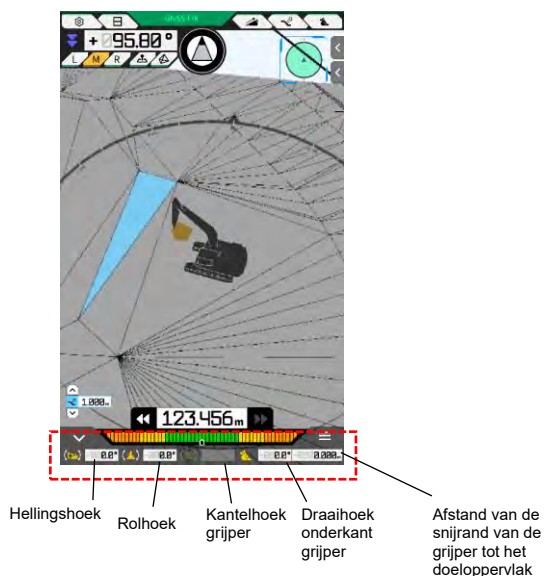 GNSS FIX
+ 095.80°
L M R
1.000m
123.456m
0.0° 0.0° 0.0° 0.000m
Hellingshoek
Rolhoek
Kantelhoek
grijper
Draaihoek
onderkant
grijper
Afstand van de
snijrand van de
grijper tot het
doeloppervlak